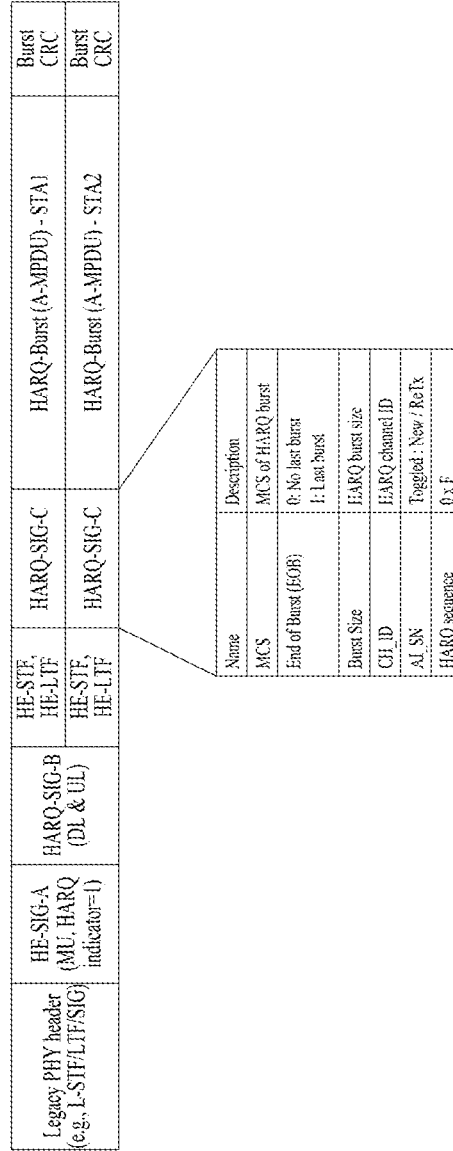 Legacy PHY header
(e.g., L-STF/LTF/SIG)
HE-SIG-A
(MU, HARQ
indicator=1)
HARQ-SIG-B
(DL & UL)
HE-STF,
HE-LTF
HARQ-SIG-C
HARQ-Burst (A-MPDU) - STA1
Burst
CRC
HE-STF,
HE-LTF
HARQ-SIG-C
HARQ-Burst (A-MPDU) - STA2
Burst
CRC
Name Description
MCS MCS of HARQ burst
End of Burst (EOB) 0: No last burst
1: Last burst
Burst Size HARQ burst size
CH_ID HARQ channel ID
AI_SN Toggled : New / ReTx
HARQ sequence 0 x F